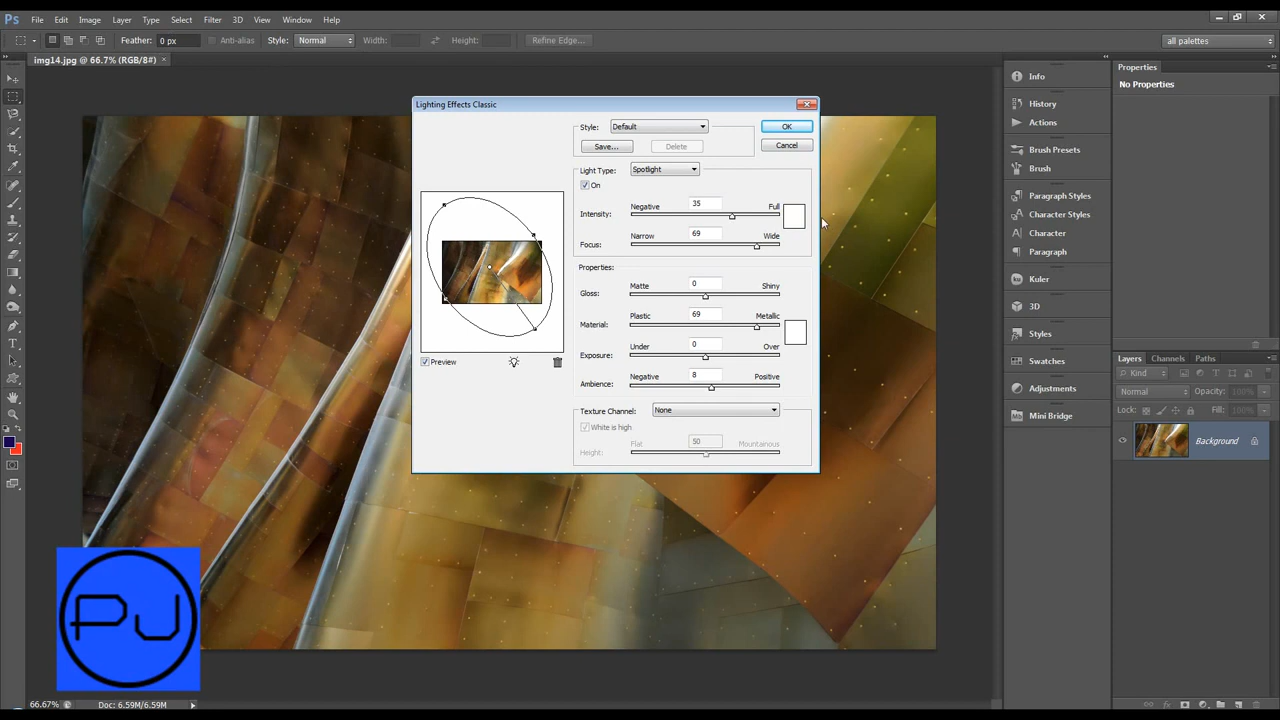 Ps File Edit Image Layer Type Select Filter 3D View Window Help
Feather: 0 px Anti-alias Style: Normal Width: Height: Refine Edge... all palettes
img14.jpg @ 66.7% (RGB/8#) ×
Lighting Effects Classic
Style: Default OK
Save... Delete Cancel
Light Type: Spotlight
On
Negative 35 Full
Intensity:
Narrow 69 Wide
Focus:
Properties:
Matte 0 Shiny
Gloss:
Plastic 69 Metallic
Material:
Under 0 Over
Exposure:
Negative 8 Positive
Ambience:
Preview
Texture Channel: None
White is high
Flat 50 Mountainous
Height:
Info
History
Actions
Brush Presets
Brush
Paragraph Styles
Character Styles
Character
Paragraph
Kuler
3D
Styles
Swatches
Adjustments
Mini Bridge
Properties
No Properties
Layers Channels Paths
Kind
Normal Opacity: 100%
Lock: Fill: 100%
Background
PJ
66.67% Doc: 6.59M/6.59M